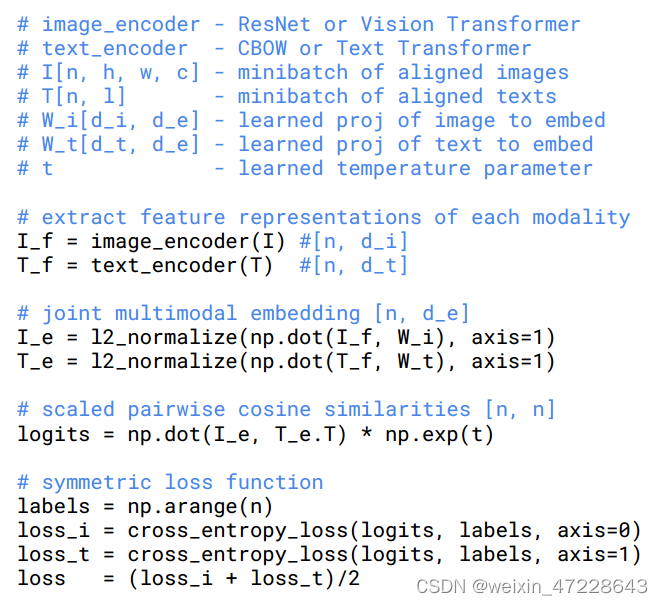 # image_encoder - ResNet or Vision Transformer
# text_encoder  - CBOW or Text Transformer
# I[n, h, w, c] - minibatch of aligned images
# T[n, l]       - minibatch of aligned texts
# W_i[d_i, d_e] - learned proj of image to embed
# W_t[d_t, d_e] - learned proj of text to embed
# t             - learned temperature parameter
# extract feature representations of each modality
I_f = image_encoder(I) #[n, d_i]
T_f = text_encoder(T)  #[n, d_t]
# joint multimodal embedding [n, d_e]
I_e = l2_normalize(np.dot(I_f, W_i), axis=1)
T_e = l2_normalize(np.dot(T_f, W_t), axis=1)
# scaled pairwise cosine similarities [n, n]
logits = np.dot(I_e, T_e.T) * np.exp(t)
# symmetric loss function
labels = np.arange(n)
loss_i = cross_entropy_loss(logits, labels, axis=0)
loss_t = cross_entropy_loss(logits, labels, axis=1)
loss   = (loss_i + loss_t)/2
CSDN @weixin_47228643